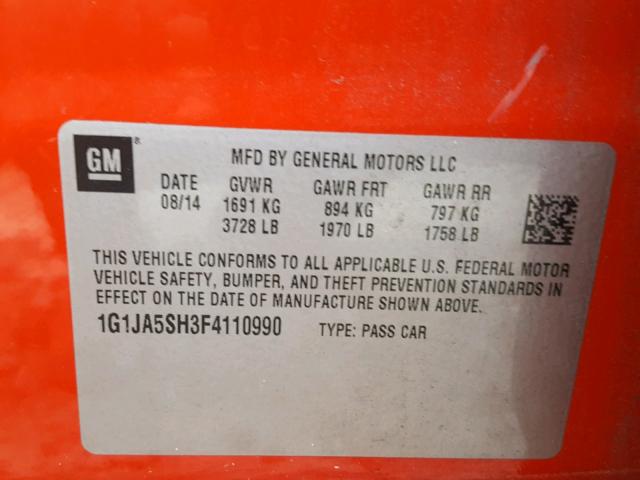 GM ®
MFD BY GENERAL MOTORS LLC
DATE GVWR GAWR FRT GAWR RR
08/14 1691 KG 894 KG 797 KG
3728 LB 1970 LB 1758 LB
THIS VEHICLE CONFORMS TO ALL APPLICABLE U.S. FEDERAL MOTOR
VEHICLE SAFETY, BUMPER, AND THEFT PREVENTION STANDARDS IN
EFFECT ON THE DATE OF MANUFACTURE SHOWN ABOVE.
1G1JA5SH3F4110990 TYPE: PASS CAR